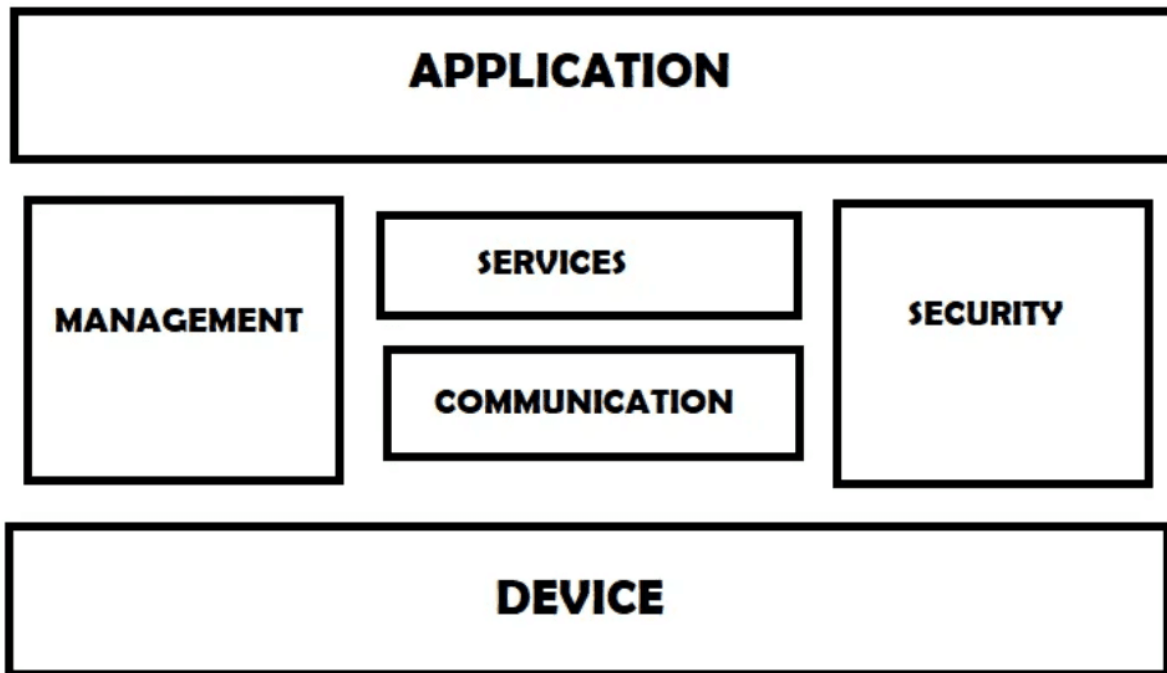 APPLICATION
SERVICES
MANAGEMENT
SECURITY
COMMUNICATION
DEVICE